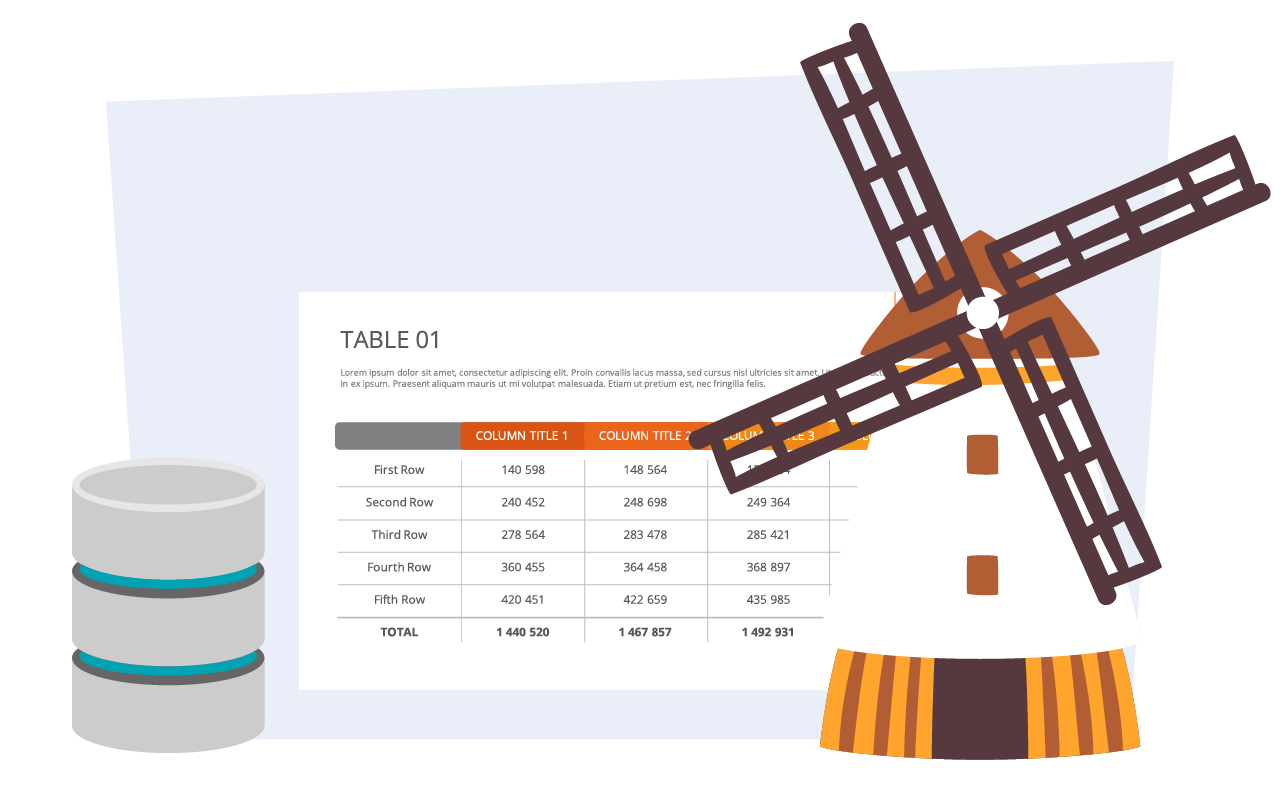 TABLE 01
Lorem ipsum dolor sit amet, consectetur adipiscing elit. Proin convallis lacus massa, sed cursus nisl ultricies sit amet.
In ex ipsum. Praesent aliquam mauris ut mi volutpat malesuada. Etiam ut pretium est, nec fringilla felis.
COLUMN TITLE 1 COLUMN TITLE 2 3
First Row 140 598 148 564
Second Row 240 452 248 698 249 364
Third Row 278 564 283 478 285 421
Fourth Row 360 455 364 458 368 897
Fifth Row 420 451 422 659 435 985
TOTAL 1 440 520 1 467 857 1 492 931